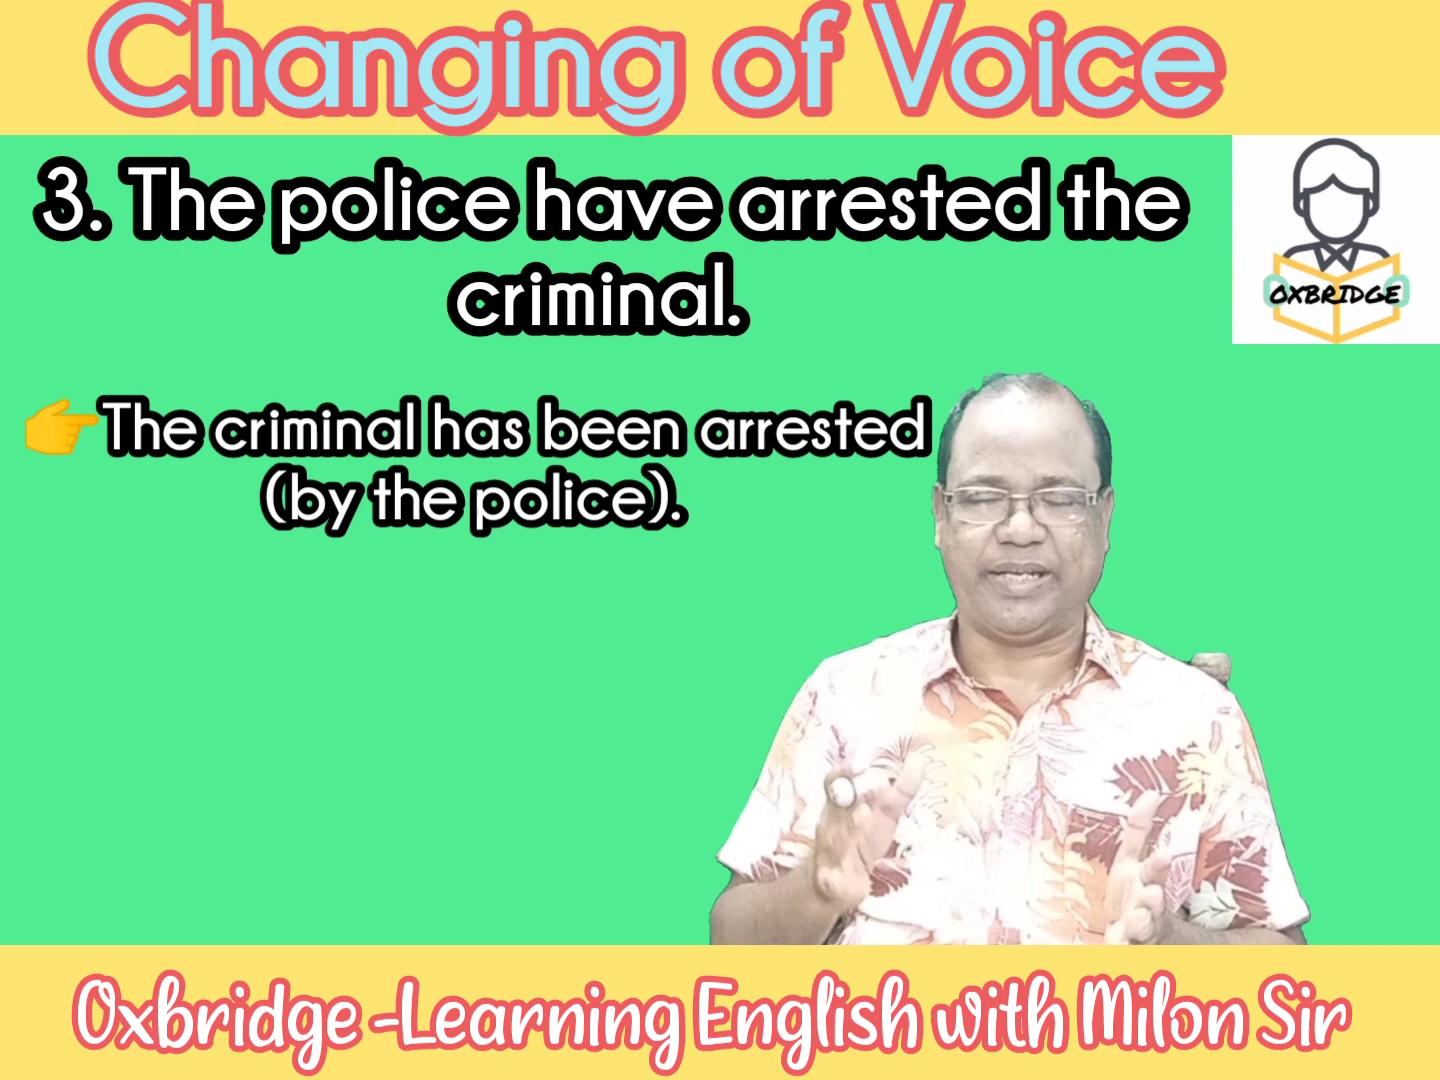 Changing of Voice
3. The police have arrested the
criminal.
OXBRIDGE
👉The criminal has been arrested
(by the police).
Oxbridge -Learning English with Milon Sir